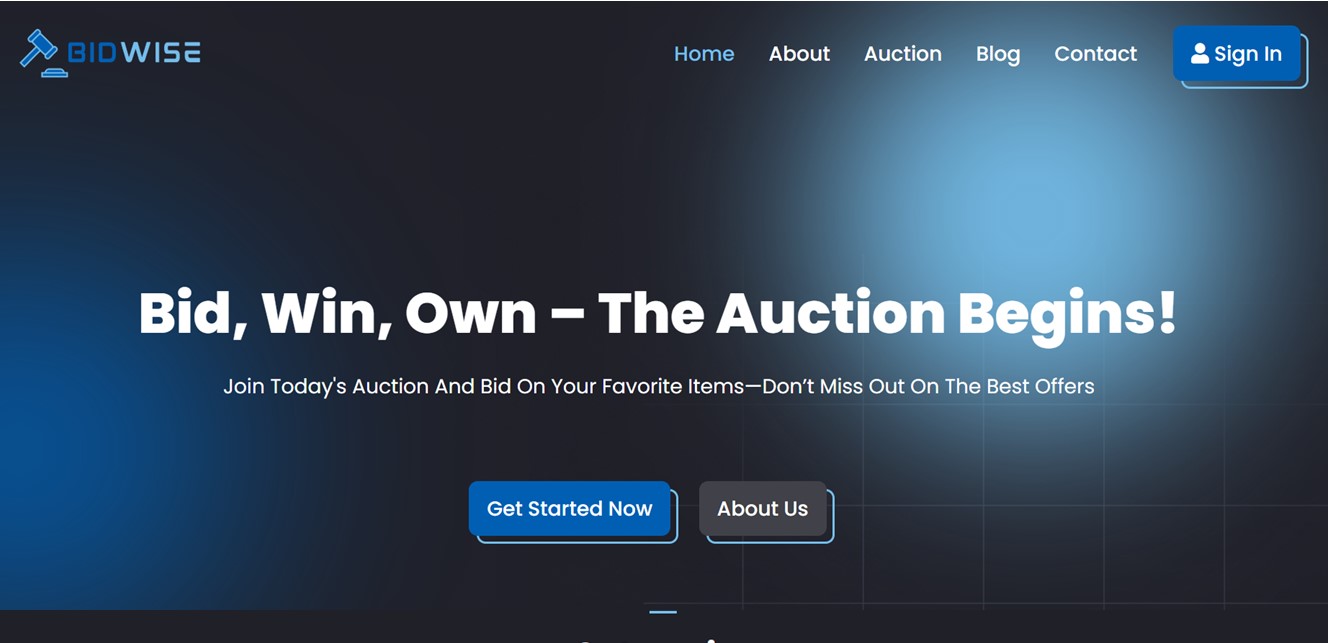 BIDWISE
Home About Auction Blog Contact Sign In
Bid, Win, Own – The Auction Begins!
Join Today's Auction And Bid On Your Favorite Items—Don’t Miss Out On The Best Offers
Get Started Now About Us